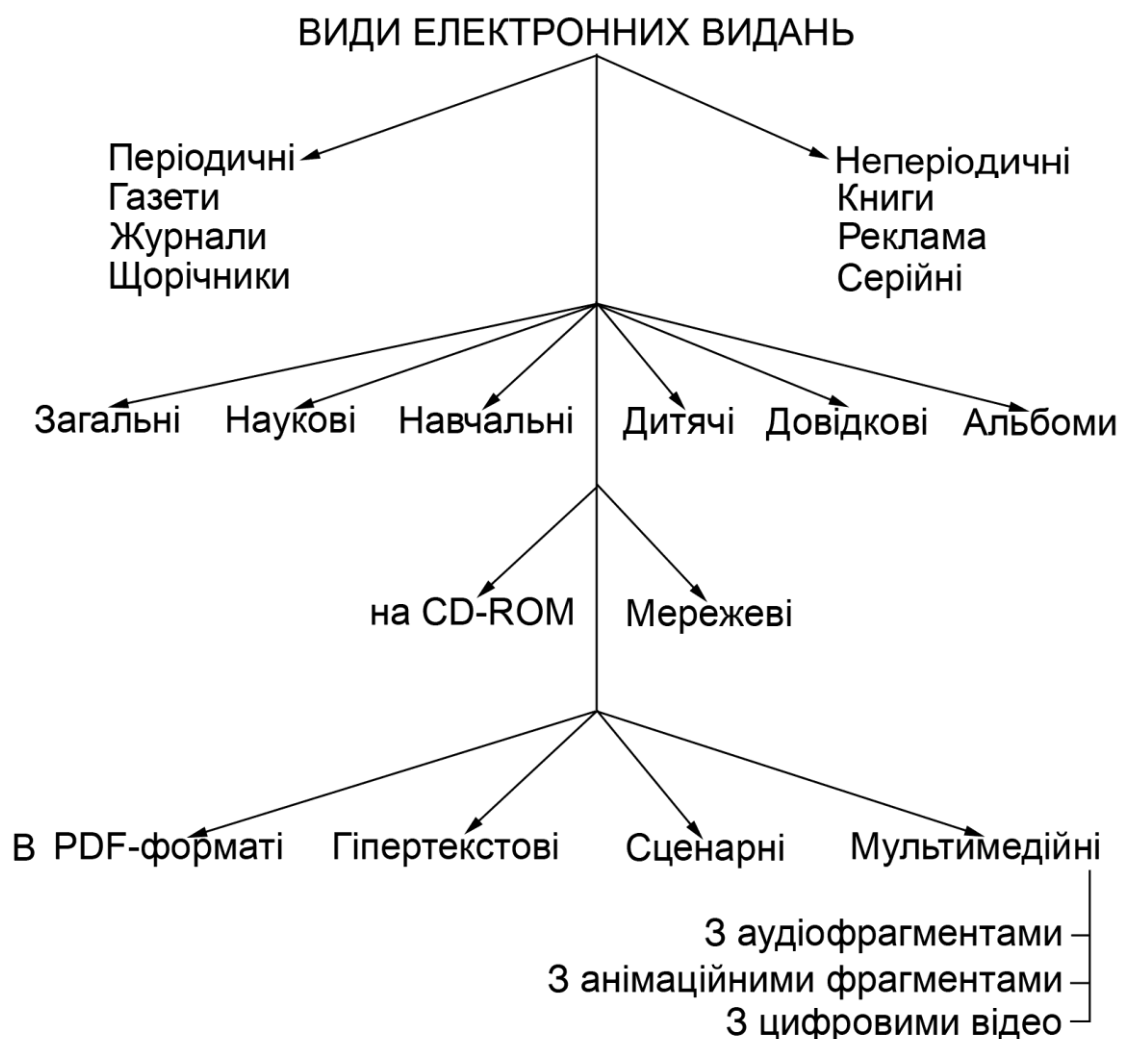 ВИДИ ЕЛЕКТРОННИХ ВИДАНЬ
Періодичні
Газети
Журнали
Щорічники
Неперіодичні
Книги
Реклама
Серійні
Загальні
Наукові
Навчальні
Дитячі
Довідкові
Альбоми
на CD-ROM
Мережеві
В PDF-форматі
Гіпертекстові
Сценарні
Мультимедійні
З аудіофрагментами
З анімаційними фрагментами
З цифровими відео